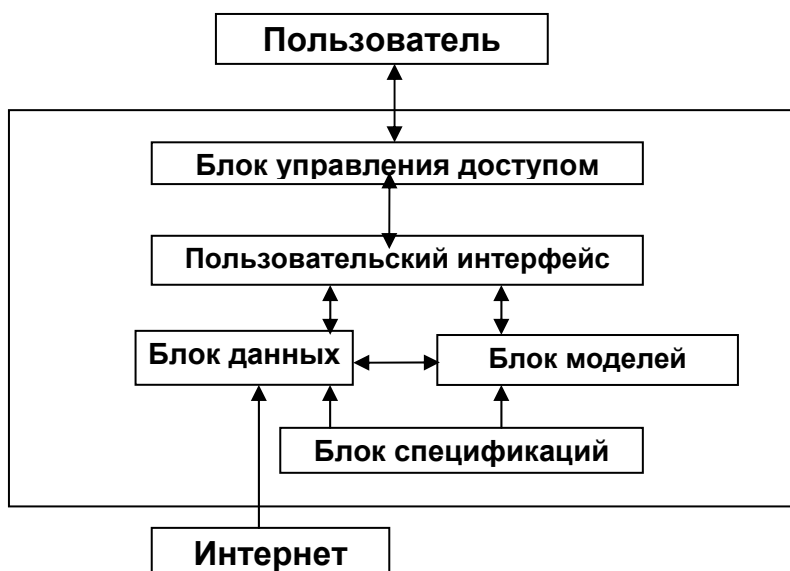 Пользователь
Блок управления доступом
Пользовательский интерфейс
Блок данных
Блок моделей
Блок спецификаций
Интернет